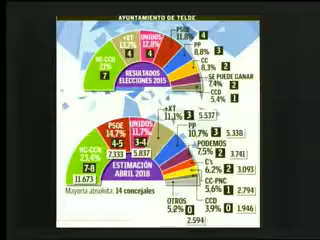 AYUNTAMIENTO DE TELDE
NC-CCN
21%
7
+XT
13,2%
4
UNIDOS
12,8%
4
PSOE
11,8%
4
PP
8,8%
3
CC
8,3%
2
SE PUEDE GANAR
7,4%
2
CCD
5,4%
1
RESULTADOS
ELECCIONES 2015
NC-CCN
23,4%
7-8
11.673
PSOE
14,7%
4-5
7.333
UNIDOS
11,7%
3-4
5.837
+XT
11,1%
3
5.537
PP
10,7%
3
5.338
PODEMOS
7,5%
2
3.741
C's
6,2%
2
3.093
CC-PNC
5,6%
1
2.794
CCD
3,9%
0
1.946
OTROS
5,2%
0
2.594
ESTIMACIÓN
ABRIL 2018
Mayoría absoluta: 14 concejales